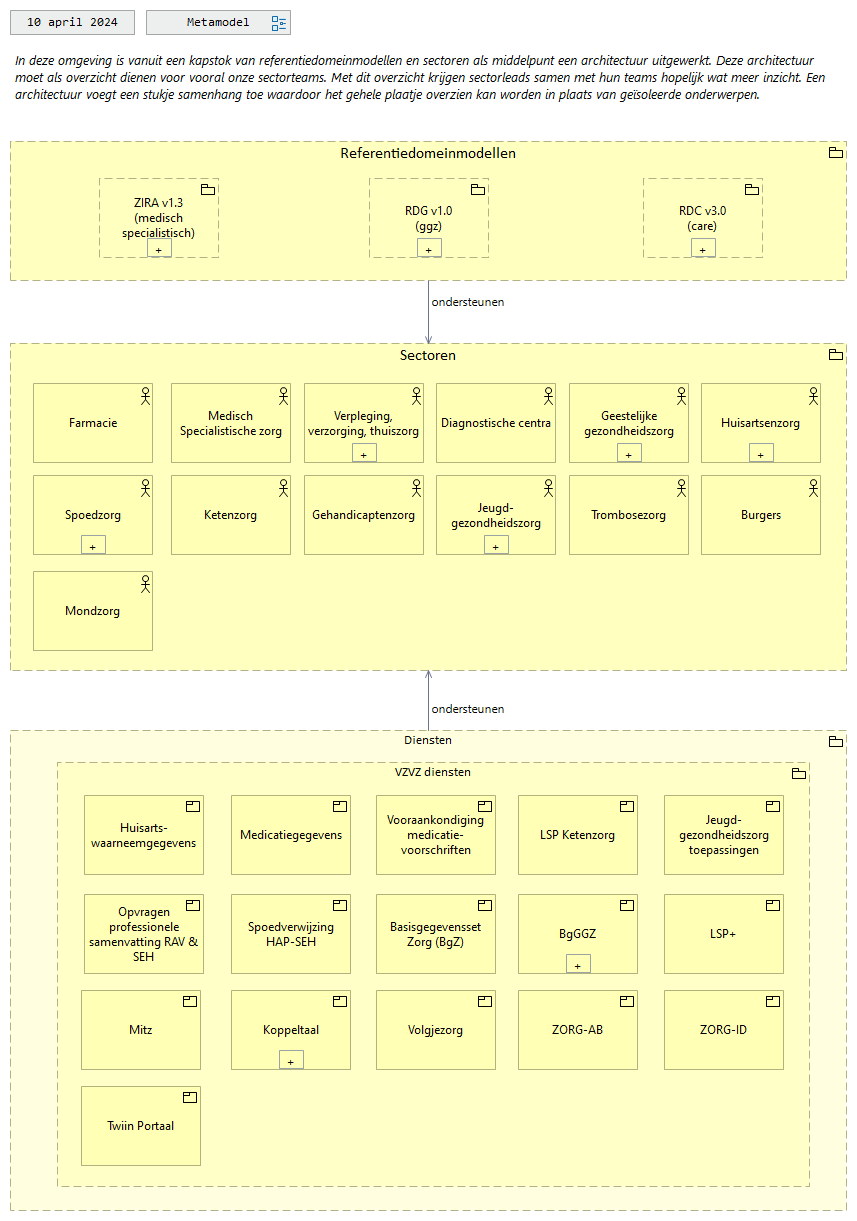 10 april 2024
Metamodel
In deze omgeving is vanuit een kapstok van referentiedomeinmodellen en sectoren als middelpunt een architectuur uitgewerkt. Deze architectuur
moet als overzicht dienen voor vooral onze sectorteams. Met dit overzicht krijgen sectorleads samen met hun teams hopelijk wat meer inzicht. Een
architectuur voegt een stukje samenhang toe waardoor het gehele plaatje overzien kan worden in plaats van geïsoleerde onderwerpen.
Referentiedomeinmodellen
ZIRA v1.3
(medisch
specialistisch)
+
RDG v1.0
(ggz)
+
RDC v3.0
(care)
+
ondersteunen
Sectoren
Farmacie
Medisch
Specialistische zorg
Verpleging,
verzorging, thuiszorg
+
Diagnostische centra
Geestelijke
gezondheidszorg
+
Huisartsenzorg
+
Spoedzorg
+
Ketenzorg
Gehandicaptenzorg
Jeugd-
gezondheidszorg
+
Trombosezorg
Burgers
Mondzorg
ondersteunen
Diensten
VZVZ diensten
Huisarts-
waarneemgegevens
Medicatiegegevens
Vooraankondiging
medicatie-
voorschriften
LSP Ketenzorg
Jeugd-
gezondheidszorg
toepassingen
Opvragen
professionele
samenvatting RAV &
SEH
Spoedverwijzing
HAP-SEH
Basisgegevensset
Zorg (BgZ)
BgGGZ
+
LSP+
Mitz
Koppeltaal
+
Volgjezorg
ZORG-AB
ZORG-ID
Twiin Portaal